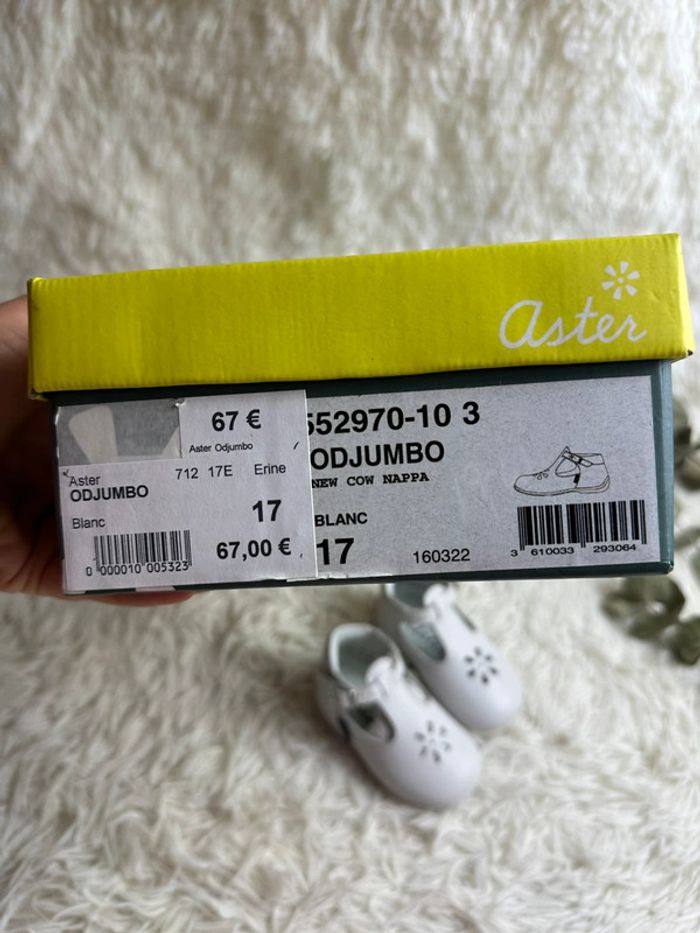 aster
67 €
Aster Odjumbo
Aster 712 17E Erine
ODJUMBO
Blanc 17
67,00 €
0 000010 005323
552970-10 3
ODJUMBO
NEW COW NAPPA
BLANC
17 160322
3 610033 293064